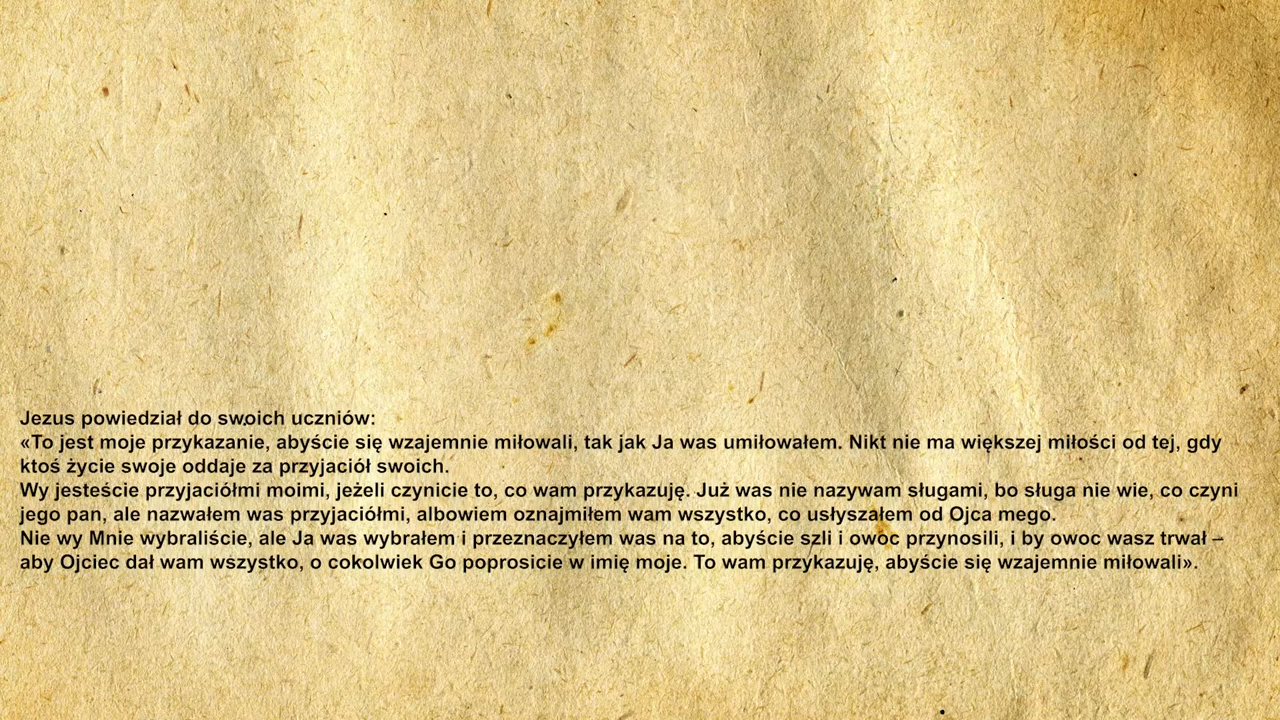 Jezus powiedział do swoich uczniów:
«To jest moje przykazanie, abyście się wzajemnie miłowali, tak jak Ja was umiłowałem. Nikt nie ma większej miłości od tej, gdy
ktoś życie swoje oddaje za przyjaciół swoich.
Wy jesteście przyjaciółmi moimi, jeżeli czynicie to, co wam przykazuję. Już was nie nazywam sługami, bo sługa nie wie, co czyni
jego pan, ale nazwałem was przyjaciółmi, albowiem oznajmiłem wam wszystko, co usłyszałem od Ojca mego.
Nie wy Mnie wybraliście, ale Ja was wybrałem i przeznaczyłem was na to, abyście szli i owoc przynosili, i by owoc wasz trwał –
aby Ojciec dał wam wszystko, o cokolwiek Go poprosicie w imię moje. To wam przykazuję, abyście się wzajemnie miłowali».